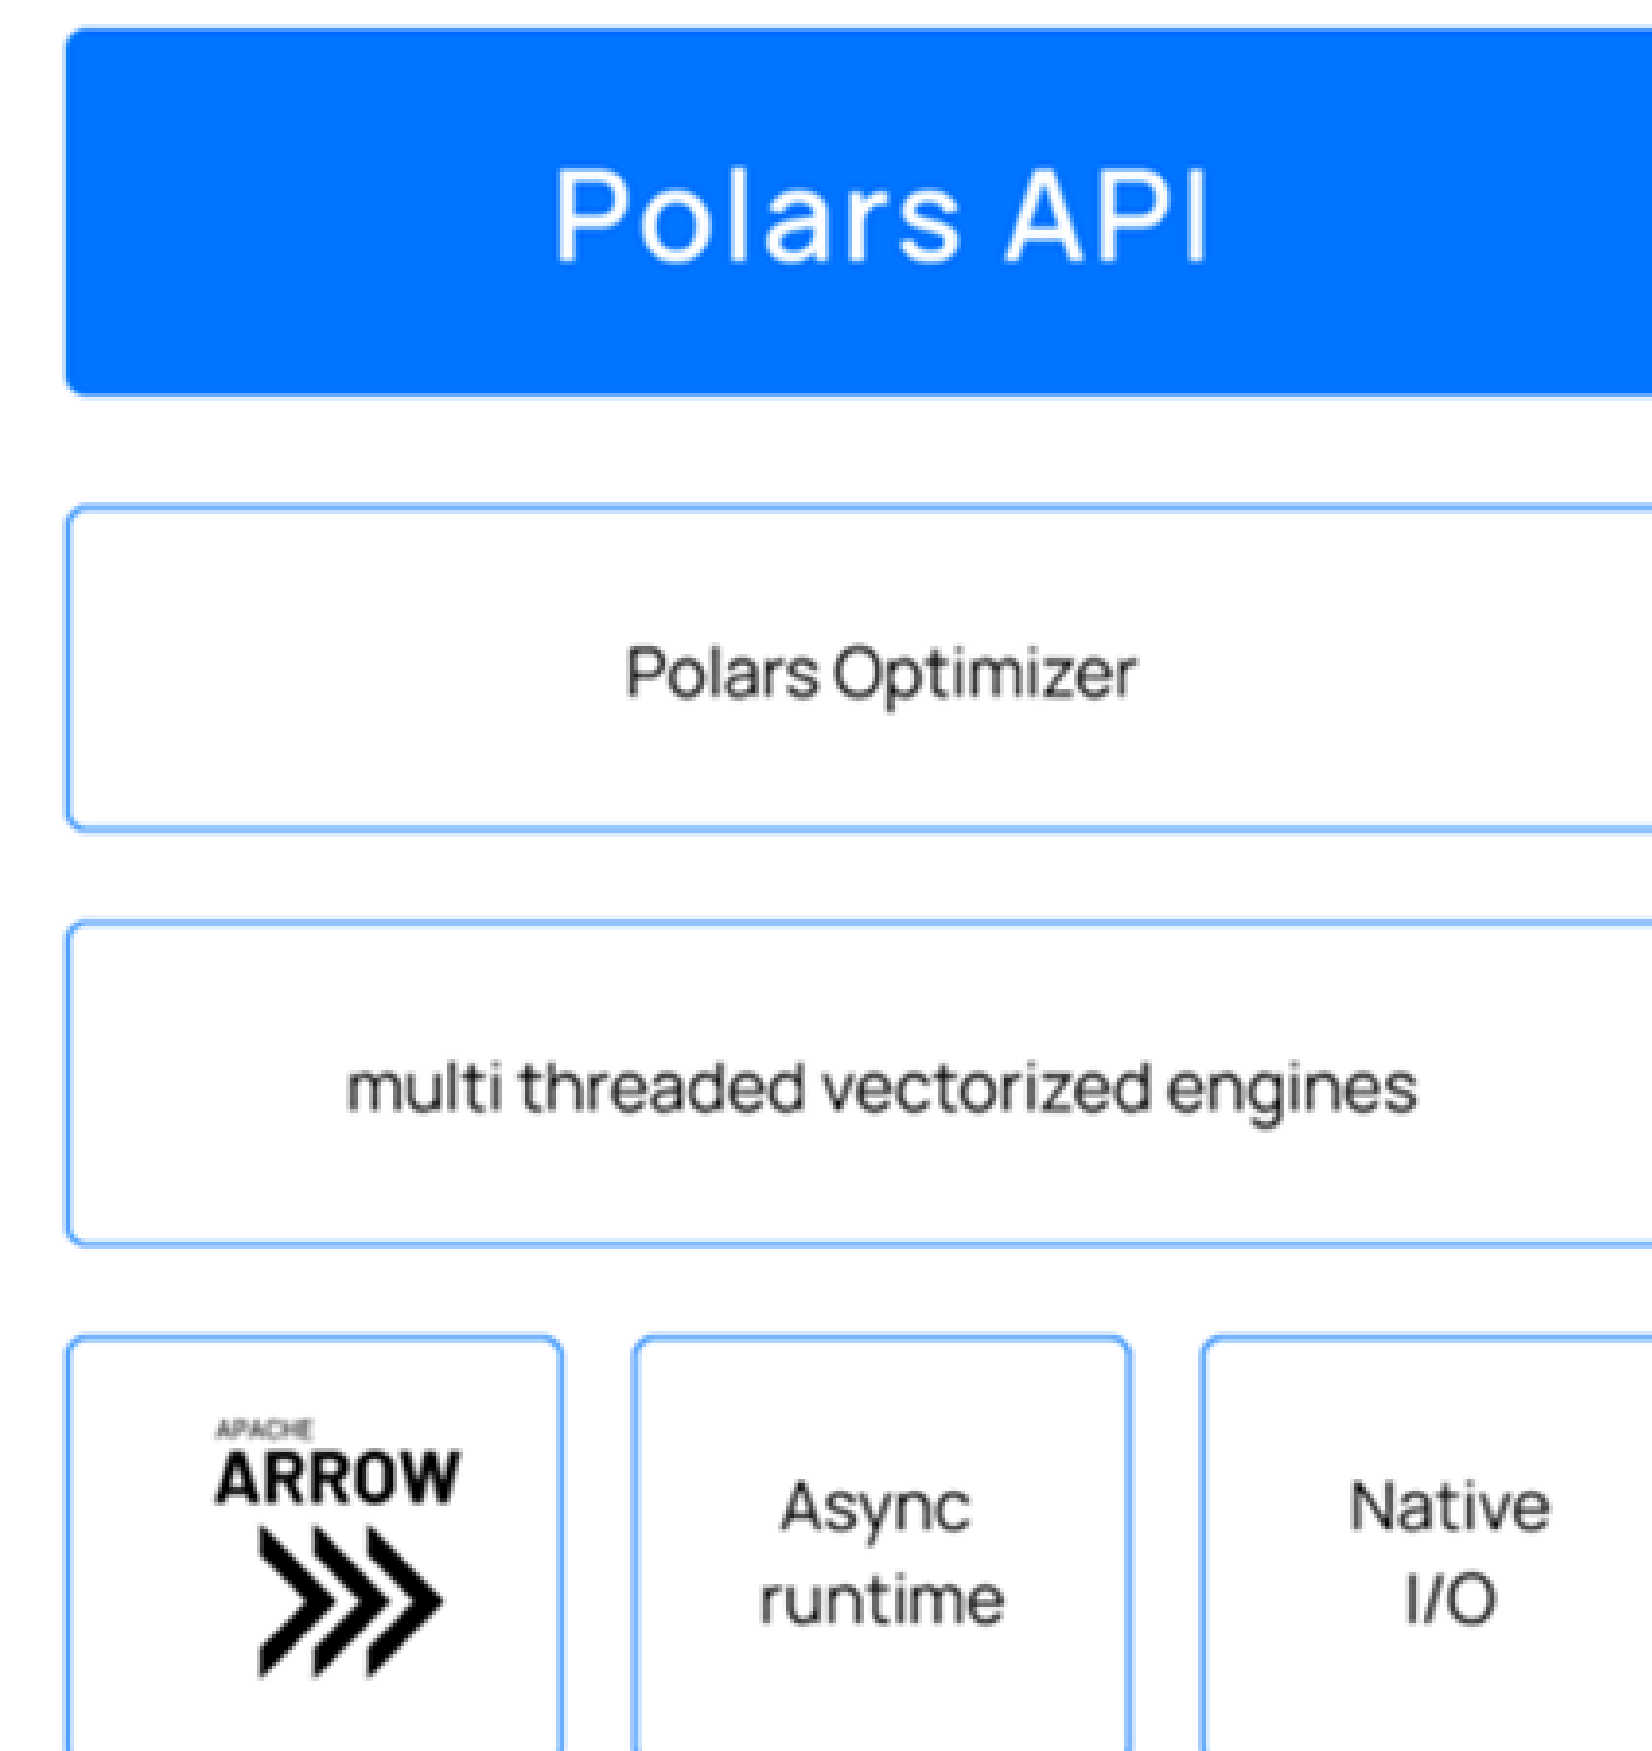 Polars API
Polars Optimizer
multi threaded vectorized engines
APACHE
ARROW
Async
runtime
Native
I/O